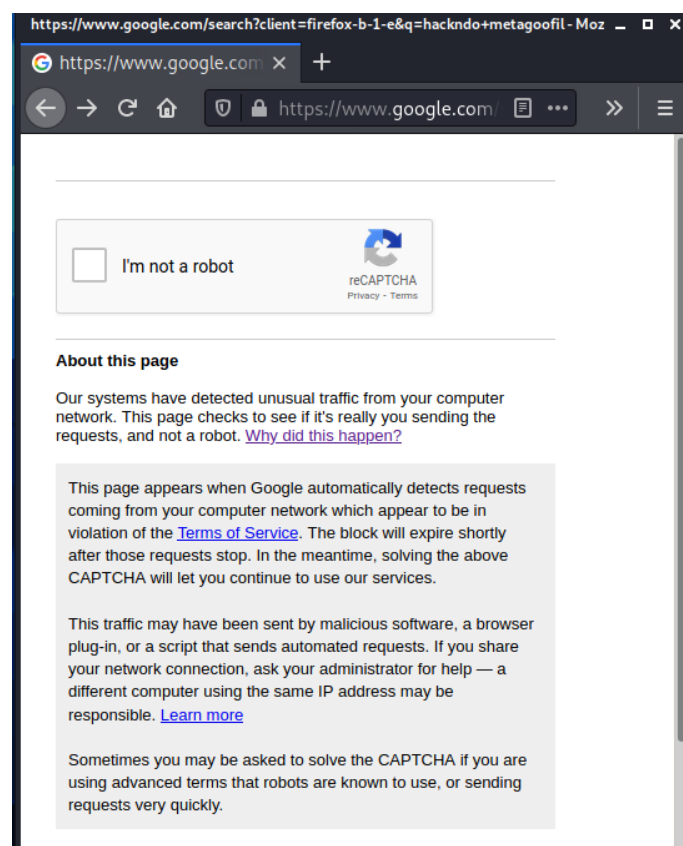 https://www.google.com/search?client=firefox-b-1-e&q=hackndo+metagoofil - Moz
https://www.google.com
https://www.google.com/
I'm not a robot
reCAPTCHA
Privacy - Terms
About this page
Our systems have detected unusual traffic from your computer
network. This page checks to see if it's really you sending the
requests, and not a robot. Why did this happen?
This page appears when Google automatically detects requests
coming from your computer network which appear to be in
violation of the Terms of Service. The block will expire shortly
after those requests stop. In the meantime, solving the above
CAPTCHA will let you continue to use our services.
This traffic may have been sent by malicious software, a browser
plug-in, or a script that sends automated requests. If you share
your network connection, ask your administrator for help — a
different computer using the same IP address may be
responsible. Learn more
Sometimes you may be asked to solve the CAPTCHA if you are
using advanced terms that robots are known to use, or sending
requests very quickly.